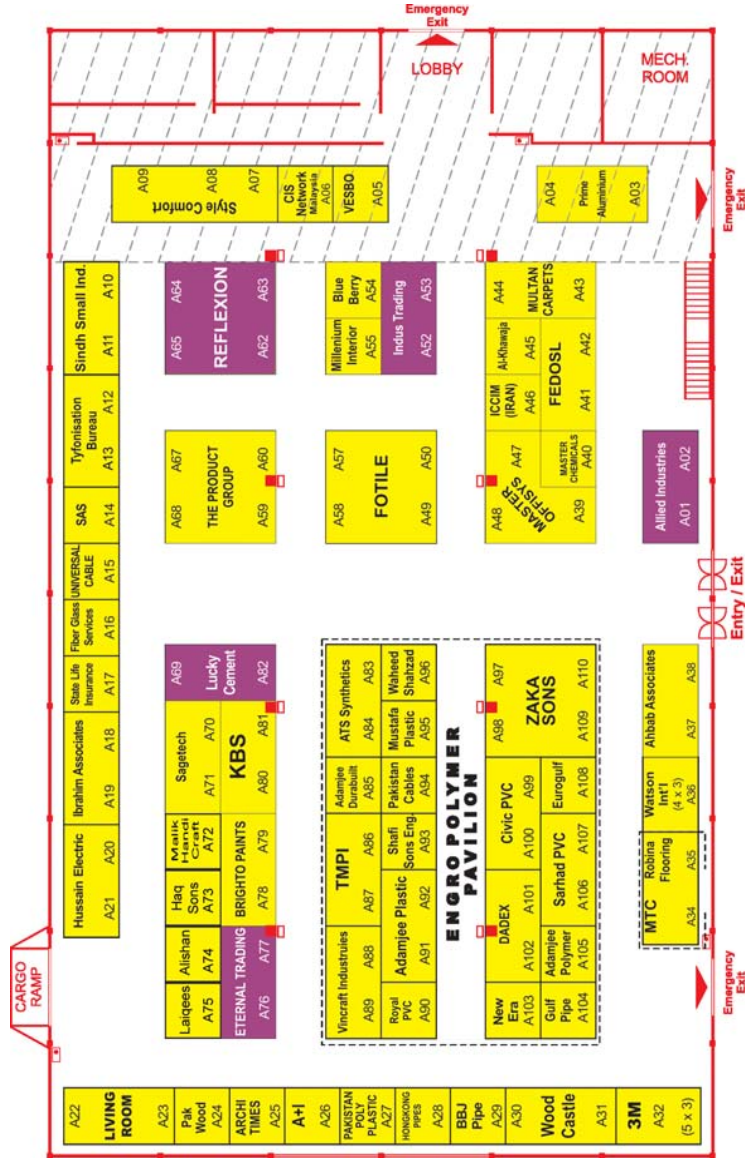 Emergency
Exit
LOBBY
MECH.
ROOM
A09
A08
A07
Style Comfort
CIS
Network
Malaysia
A06
VESBO
A05
A04
Prime
Aluminium
A03
Emergency
Exit
Sindh Small Ind.
A10
A11
Tyfonisation
Bureau
A12
A13
SAS
A14
UNIVERSAL
CABLE
A15
Fiber Glass
Services
A16
State Life
Insurance
A17
Ibrahim Associates
A18
A19
Hussain Electric
A20
A21
A64
A65
REFLEXION
A63
A62
Blue
Berry
A54
Millenium
Interior
A55
Indus Trading
A53
A52
A44
MULTAN
CARPETS
A43
Al-Khawaja
A45
ICCIM
(IRAN)
A46
FEDOSL
A42
A41
A67
A68
THE PRODUCT
GROUP
A60
A59
A57
A58
FOTILE
A50
A49
A47
A48
MASTER
OFFISYS
MASTER
CHEMICALS
A40
A39
Allied Industries
A02
A01
Entry / Exit
A69
Lucky
Cement
A82
Sagetech
A70
A71
KBS
A81
A80
Malik
Handi
Craft
A72
Haq
Sons
A73
BRIGHTO PAINTS
A79
A78
Alishan
A74
Laiqees
A75
ETERNAL TRADING
A77
A76
ATS Synthetics
A83
A84
Waheed
Shahzad
A96
Mustafa
Plastic
A95
Adamjee
Durabuilt
A85
Pakistan
Cables
A94
TMPI
A86
A87
Shafi
Sons Eng.
A93
Adamjee Plastic
A92
A91
Vincraft Industruies
A88
A89
Royal
PVC
A90
ENGRO POLYMER
PAVILION
A97
A98
ZAKA
SONS
A110
A109
Civic PVC
A99
A100
Eurogulf
A108
Sarhad PVC
A107
A106
DADEX
A101
A102
Adamjee
Polymer
A105
New
Era
A103
Gulf
Pipe
A104
Ahbab Associates
A38
A37
Watson
Int'l
(4 x 3)
A36
Robina
Flooring
A35
MTC
A34
CARGO
RAMP
Emergency
Exit
A22
LIVING
ROOM
A23
Pak
Wood
A24
ARCHI
TIMES
A25
A+I
A26
PAKISTAN
POLY
PLASTIC
A27
HONGKONG
PIPES
A28
BBJ
Pipe
A29
A30
Wood
Castle
A31
3M
A32
(5 x 3)